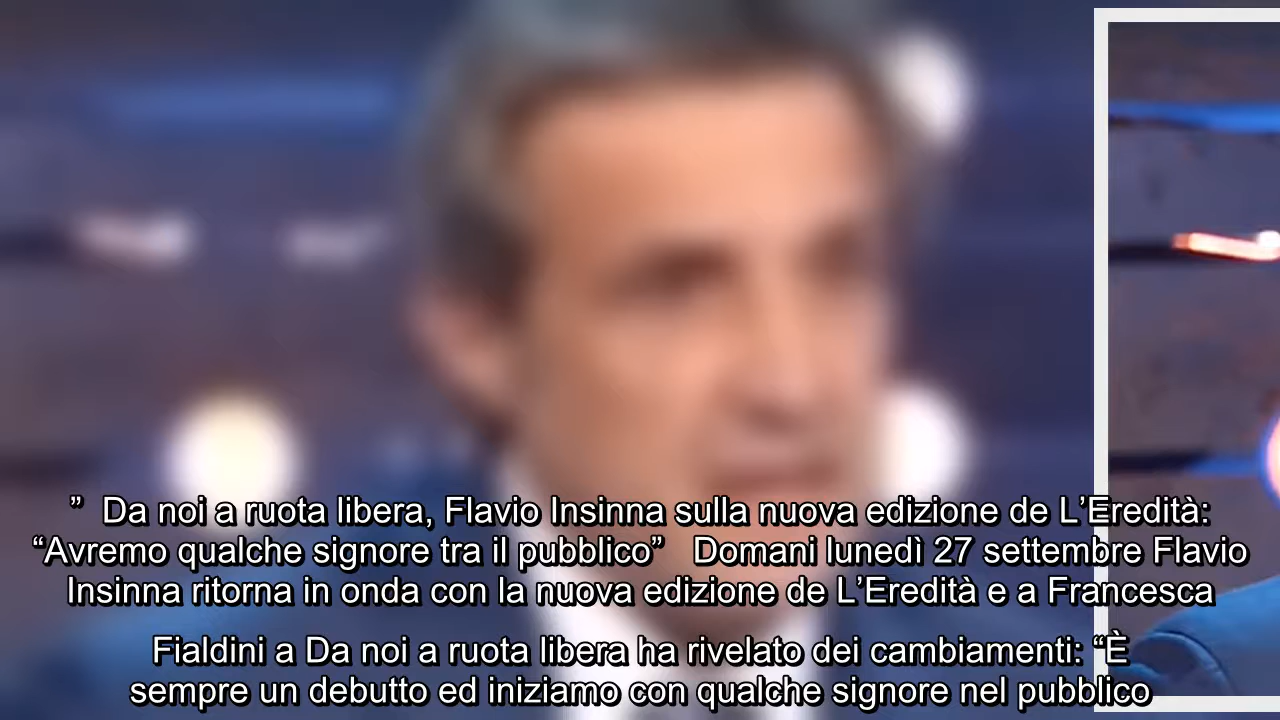 ” Da noi a ruota libera, Flavio Insinna sulla nuova edizione de L’Eredità:
“Avremo qualche signore tra il pubblico” Domani lunedì 27 settembre Flavio
Insinna ritorna in onda con la nuova edizione de L’Eredità e a Francesca
Fialdini a Da noi a ruota libera ha rivelato dei cambiamenti: “È
sempre un debutto ed iniziamo con qualche signore nel pubblico